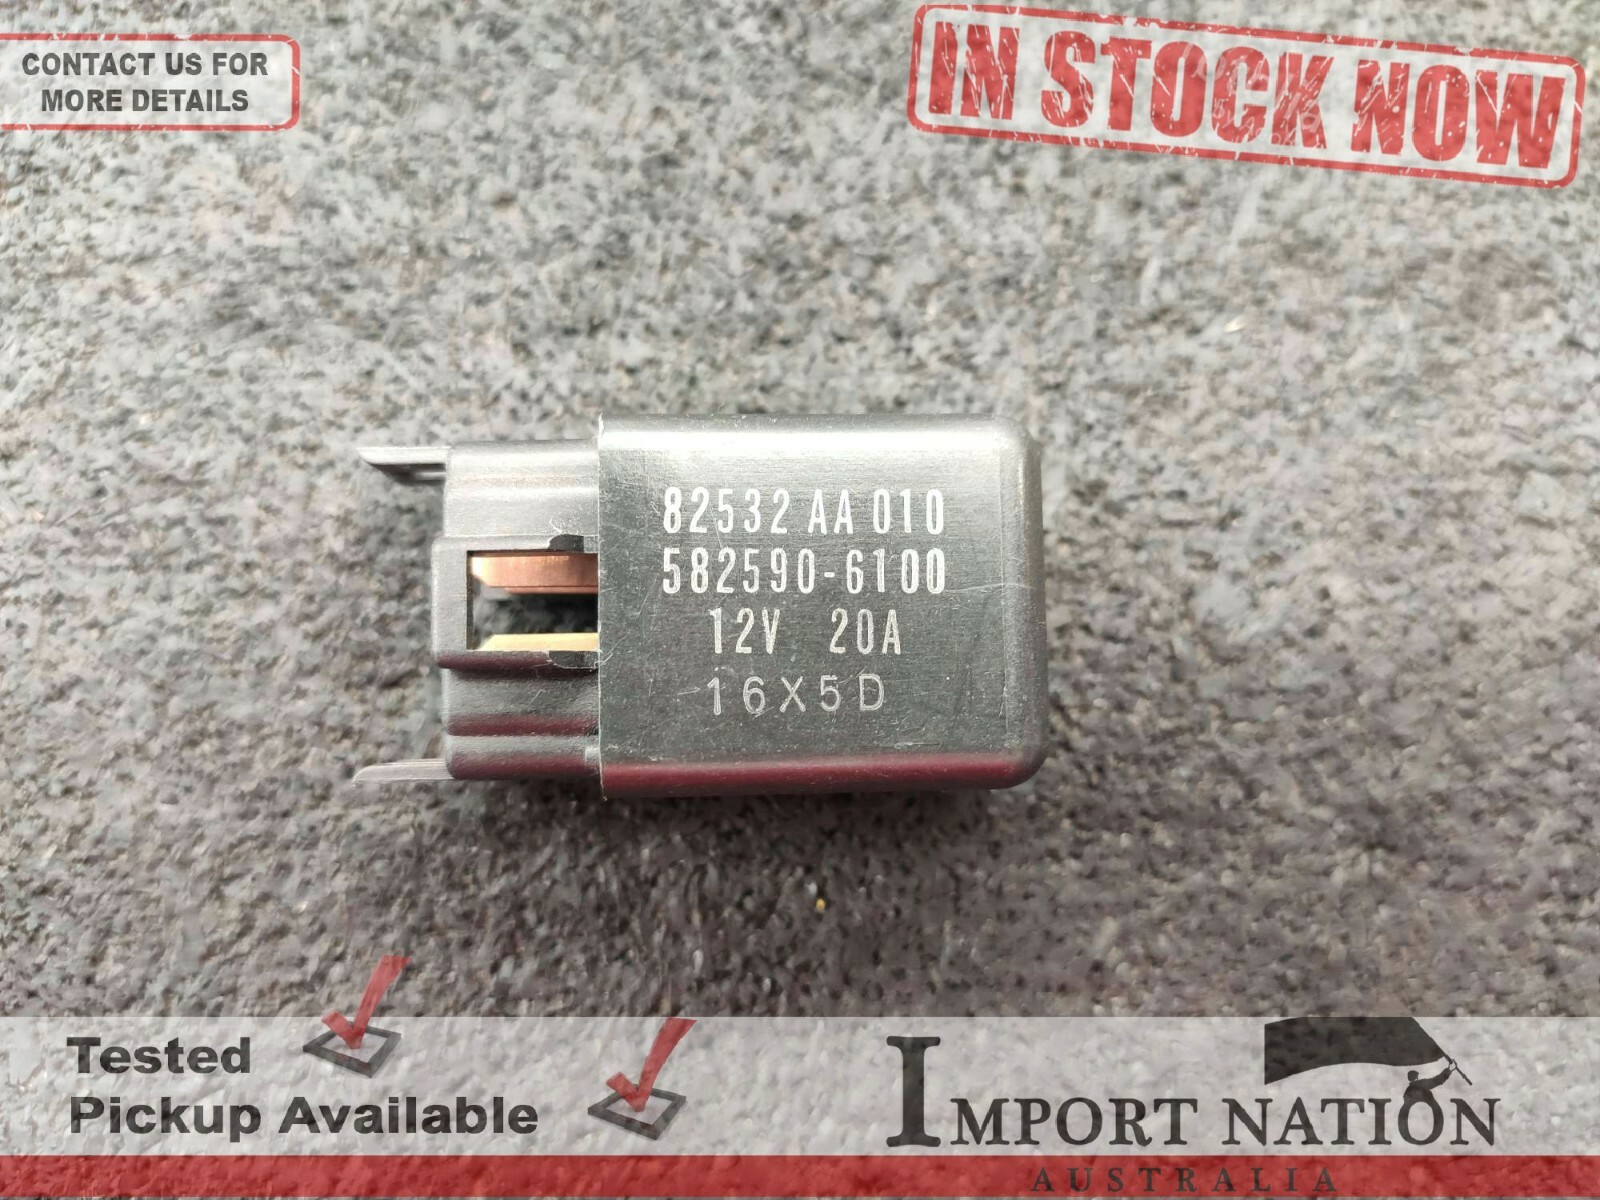 CONTACT US FOR
MORE DETAILS
IN STOCK NOW
82532 AA 010
582590-6100
12V 20A
16X5D
Tested
Pickup Available
IMPORT NATION
AUSTRALIA